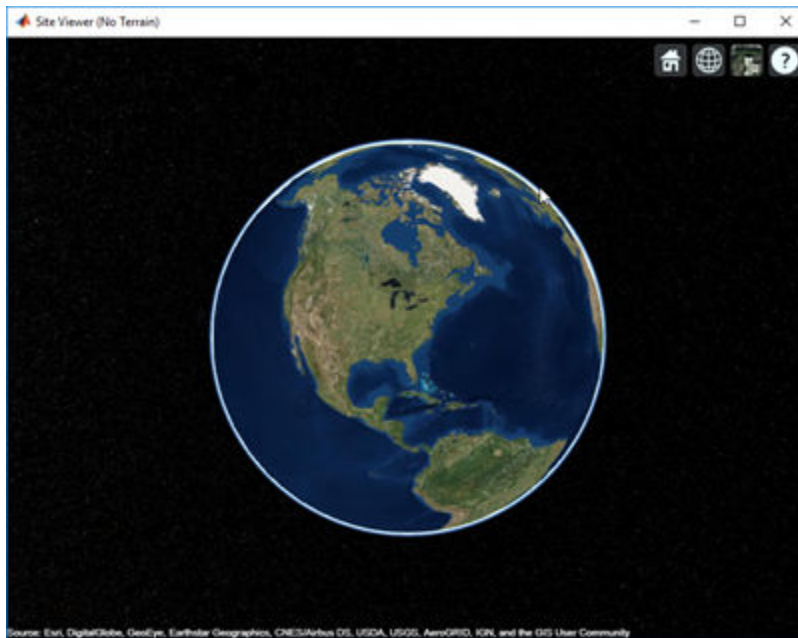 Site Viewer (No Terrain)
?
Source: Esri, DigitalGlobe, GeoEye, Earthstar Geographics, CNES/Airbus DS, USDA, USGS, AeroGRID, IGN, and the GIS User Community